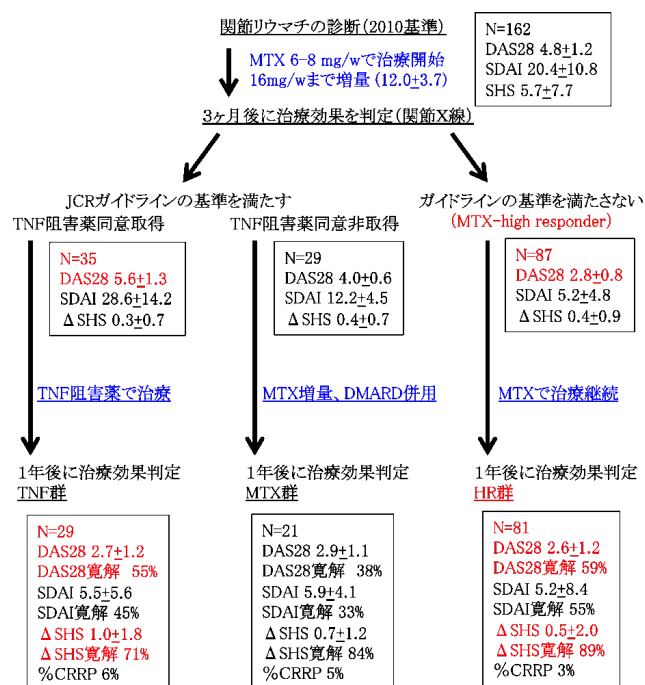 関節リウマチの診断(2010基準)
N=162
DAS28 4.8±1.2
SDAI 20.4+10.8
SHS 5.7±7.7
MTX 6-8 mg/wで治療開始
16mg/wまで増量 (12.0±3.7)
3ヶ月後に治療効果を判定(関節X線)
JCRガイドラインの基準を満たす
TNF阻害薬同意取得
TNF阻害薬同意非取得
ガイドラインの基準を満たさない
(MTX-high responder)
N=35
DAS28 5.6±1.3
SDAI 28.6+14.2
Δ SHS 0.3±0.7
N=29
DAS28 4.0±0.6
SDAI 12.2±4.5
Δ SHS 0.4±0.7
N=87
DAS28 2.8±0.8
SDAI 5.2±4.8
Δ SHS 0.4±0.9
TNF阻害薬で治療
MTX増量、DMARD併用
MTXで治療継続
1年後に治療効果判定
TNF群
1年後に治療効果判定
MTX群
1年後に治療効果判定
HR群
N=29
DAS28 2.7±1.2
DAS28寛解 55%
SDAI 5.5±5.6
SDAI寛解 45%
Δ SHS 1.0±1.8
Δ SHS寛解 71%
%CRRP 6%
N=21
DAS28 2.9±1.1
DAS28寛解 38%
SDAI 5.9±4.1
SDAI寛解 33%
Δ SHS 0.7±1.2
Δ SHS寛解 84%
%CRRP 5%
N=81
DAS28 2.6±1.2
DAS28寛解 59%
SDAI 5.2±8.4
SDAI寛解 55%
Δ SHS 0.5±2.0
Δ SHS寛解 89%
%CRRP 3%